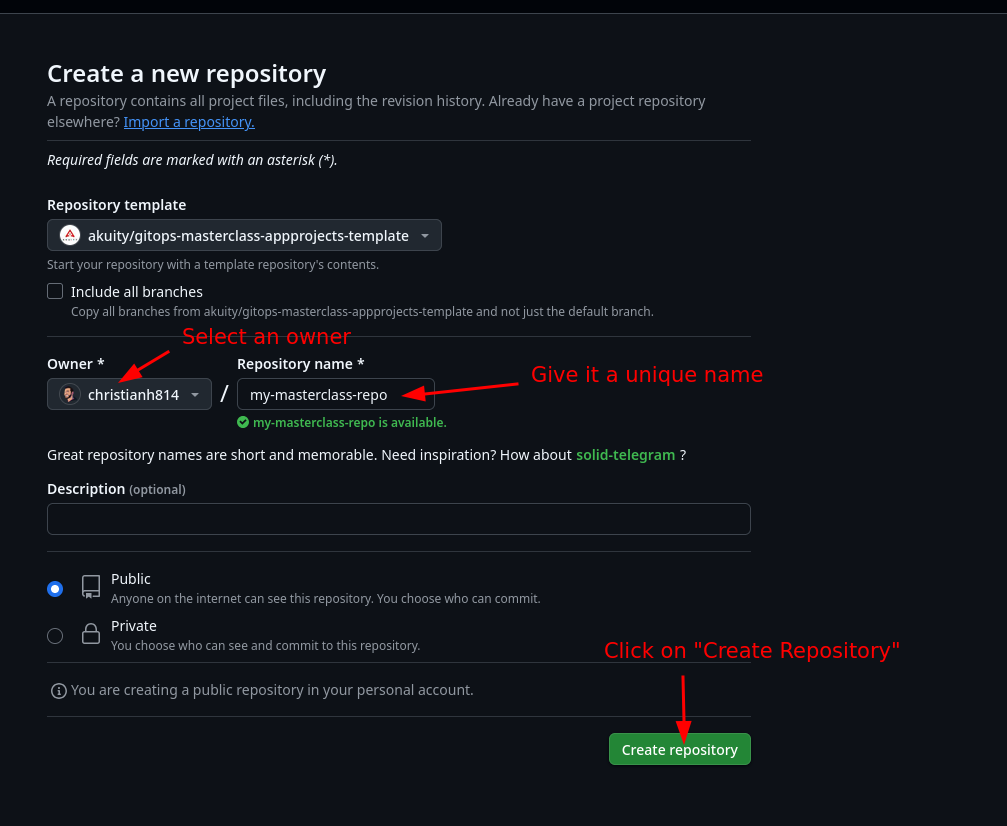 Create a new repository
A repository contains all project files, including the revision history. Already have a project repository
elsewhere? Import a repository.
Required fields are marked with an asterisk (*).
Repository template
akuity/gitops-masterclass-appprojects-template
Start your repository with a template repository's contents.
Include all branches
Copy all branches from akuity/gitops-masterclass-appprojects-template and not just the default branch.
Select an owner
Owner *
Repository name *
Give it a unique name
christianh814
/
my-masterclass-repo
my-masterclass-repo is available.
Great repository names are short and memorable. Need inspiration? How about solid-telegram ?
Description (optional)
Public
Anyone on the internet can see this repository. You choose who can commit.
Private
You choose who can see and commit to this repository.
Click on "Create Repository"
You are creating a public repository in your personal account.
Create repository